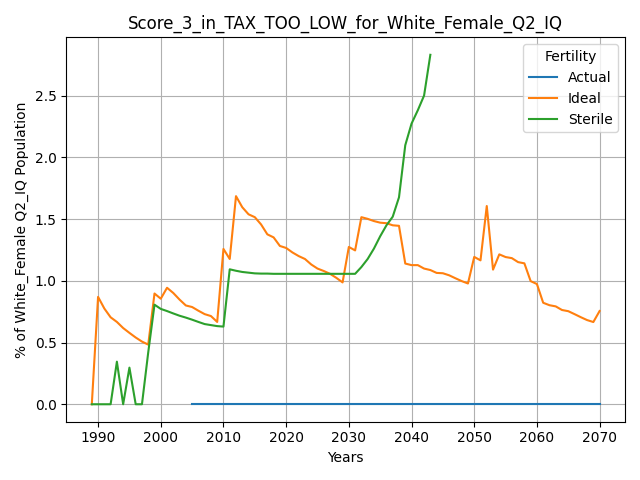 Score_3_in_TAX_TOO_LOW_for_White_Female_Q2_IQ
Fertility
Actual
Ideal
Sterile
% of White_Female Q2_IQ Population
2.5
2.0
1.5
1.0
0.5
0.0
1990 2000 2010 2020 2030 2040 2050 2060 2070
Years